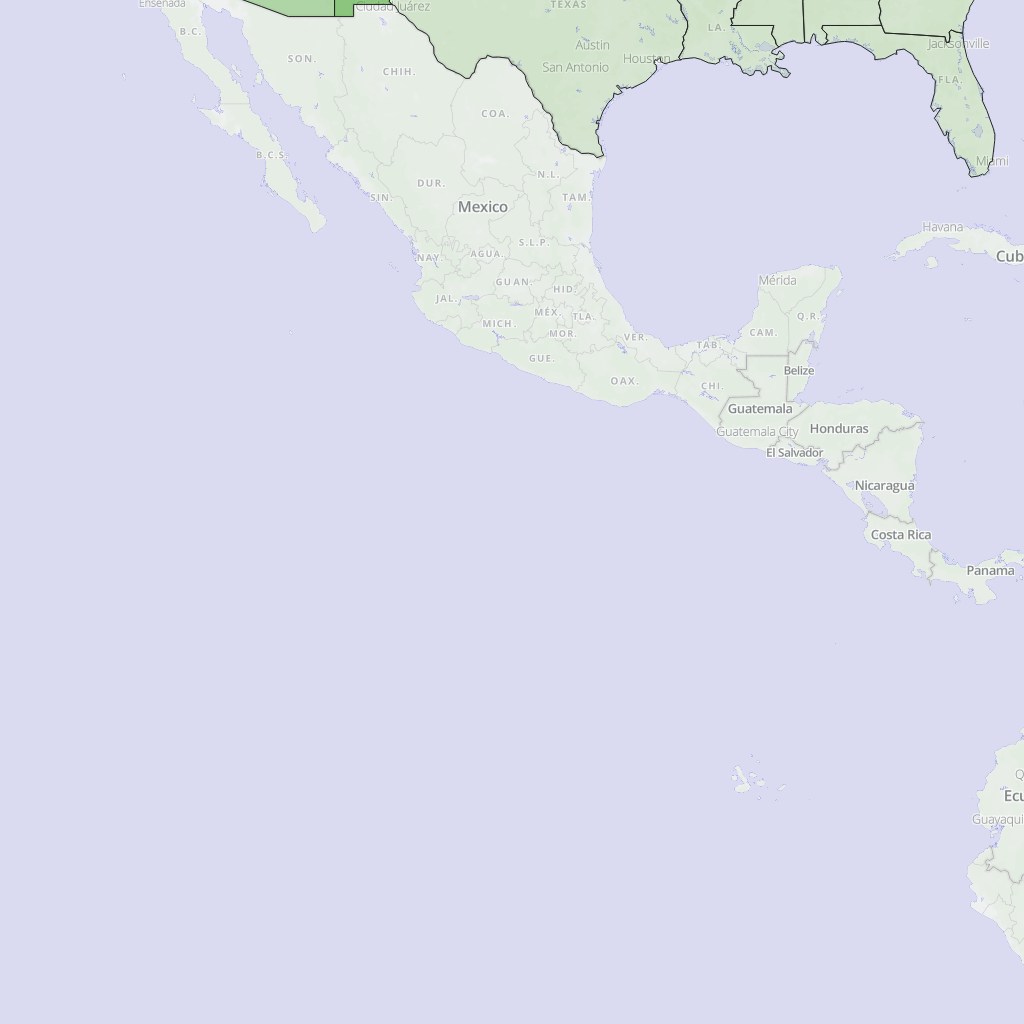 Ensenada
Ciudad Juárez
TEXAS
B.C.
LA.
Jacksonville
Austin
SON.
Houston
San Antonio
CHIH.
FLA.
COA.
B.C.S.
Miami
N.L.
DUR.
SIN.
TAM.
Mexico
Havana
S.L.P.
AGUA.
NAY.
Cub
Mérida
GUAN.
HID.
JAL.
MÉX.
TLA.
Q.R.
MICH.
MOR.
VER.
CAM.
TAB.
GUE.
Belize
OAX.
CHI.
Guatemala
Honduras
Guatemala City
El Salvador
Nicaragua
Costa Rica
Panama
Q
Ecu
Guayaqui